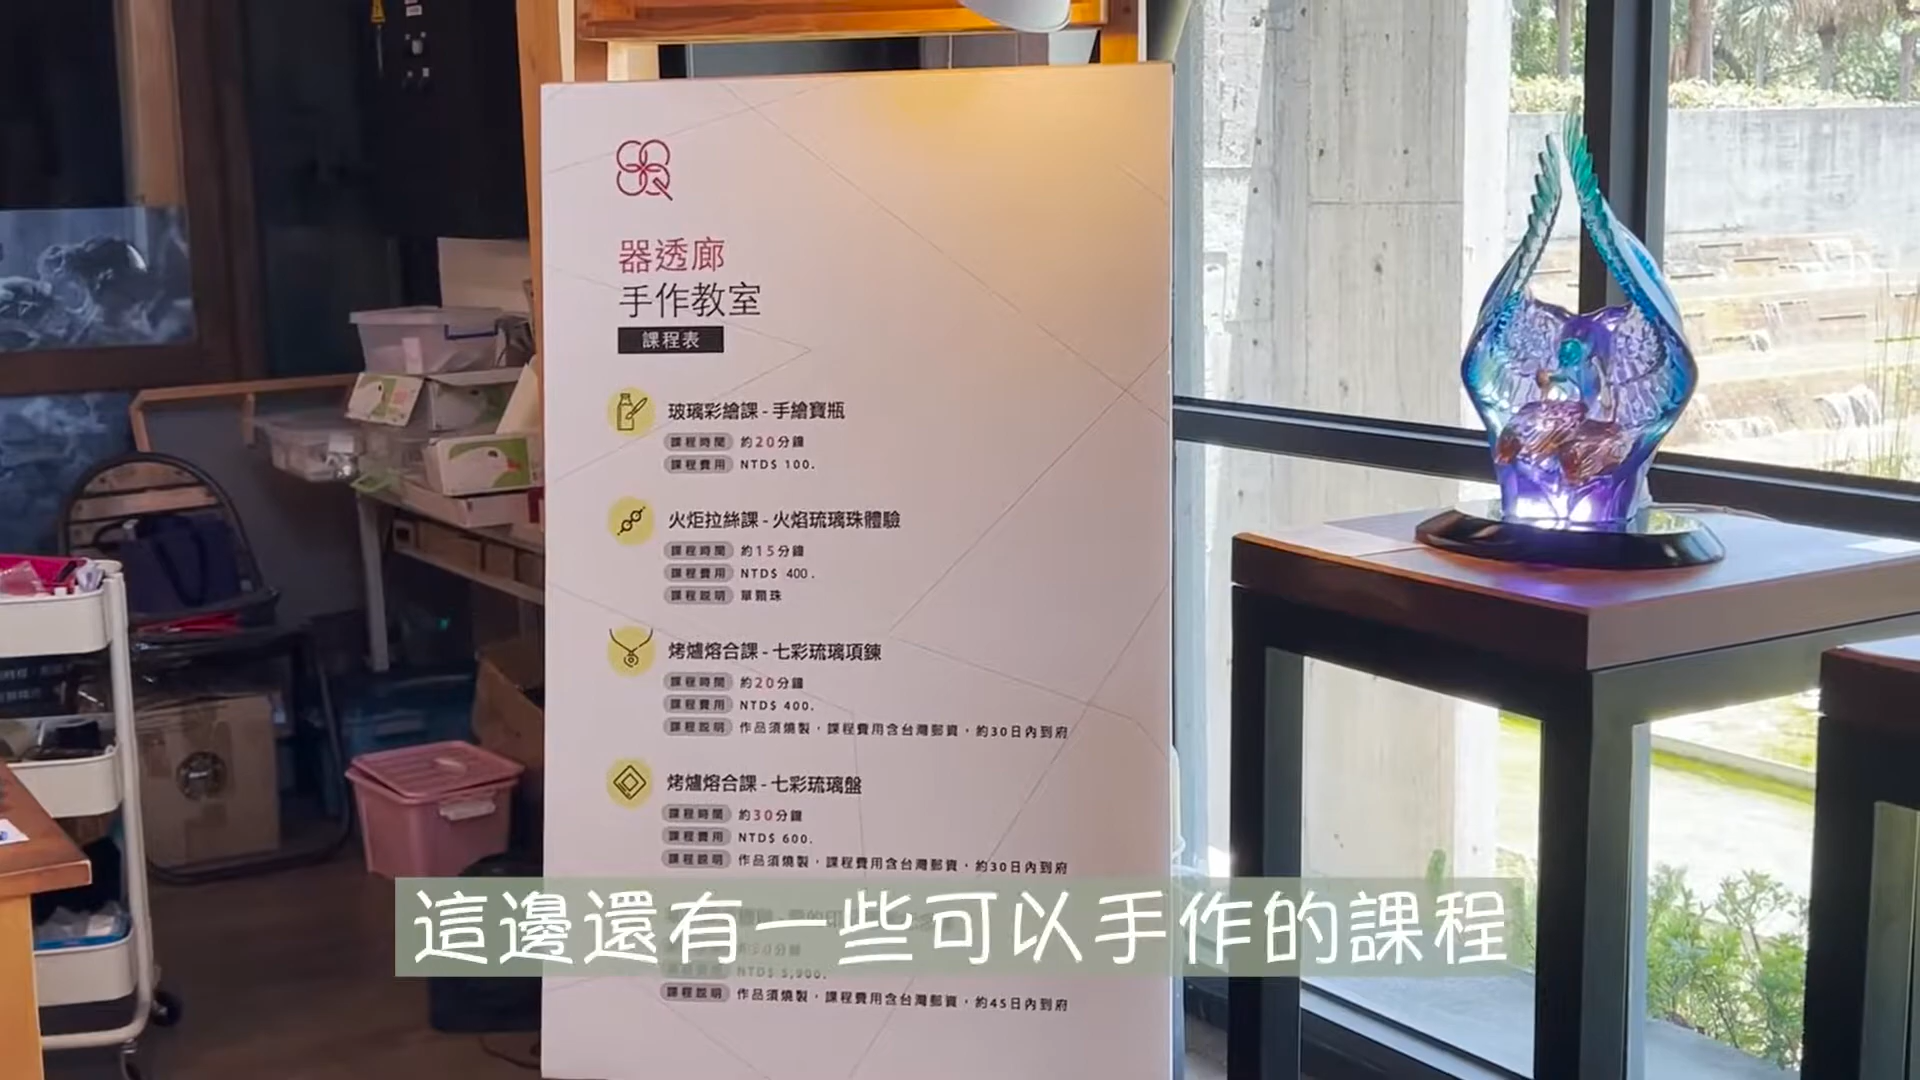 器透廊
手作教室
課程表
玻璃彩繪課 - 手繪寶瓶
課程時間 約20分鐘
課程費用 NTD$ 100.
火炬拉絲課 - 火焰琉璃珠體驗
課程時間 約15分鐘
課程費用 NTD$ 400.
課程說明 單顆珠
烤爐熔合課 - 七彩琉璃項鍊
課程時間 約20分鐘
課程費用 NTD$ 400.
課程說明 作品須燒製，課程費用含台灣郵資，約30日內到府
烤爐熔合課 - 七彩琉璃盤
課程時間 約30分鐘
課程費用 NTD$ 600.
課程說明 作品須燒製，課程費用含台灣郵資，約30日內到府
這邊還有一些可以手作的課程
NTD$ 5,900.
課程說明 作品須燒製，課程費用含台灣郵資，約45日內到府